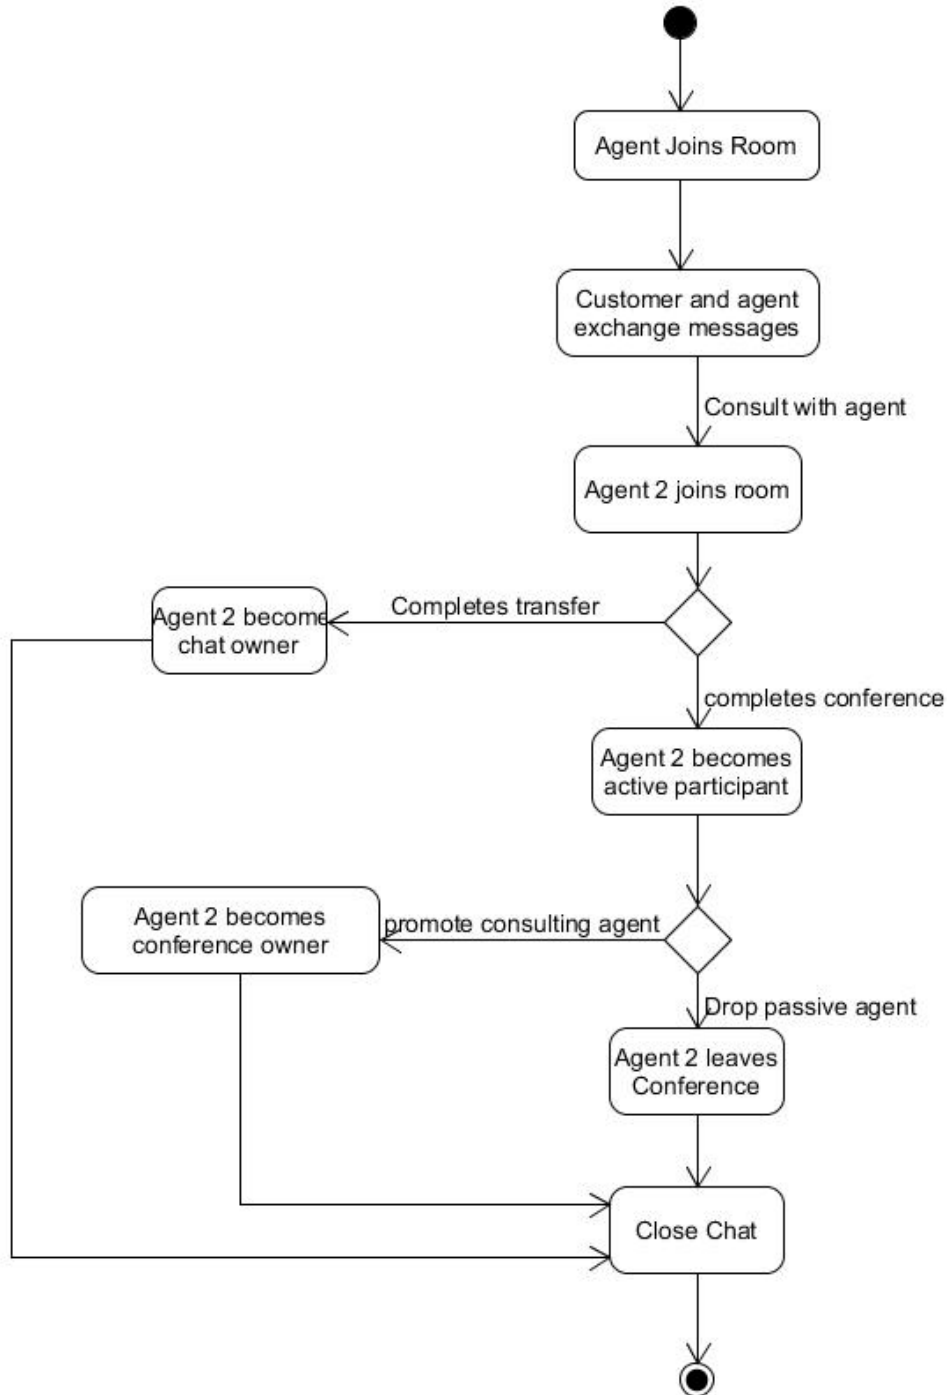 Agent Joins Room
Customer and agent
exchange messages
Consult with agent
Agent 2 joins room
Completes transfer
Agent 2 become
chat owner
completes conference
Agent 2 becomes
active participant
promote consulting agent
Agent 2 becomes
conference owner
Drop passive agent
Agent 2 leaves
Conference
Close Chat